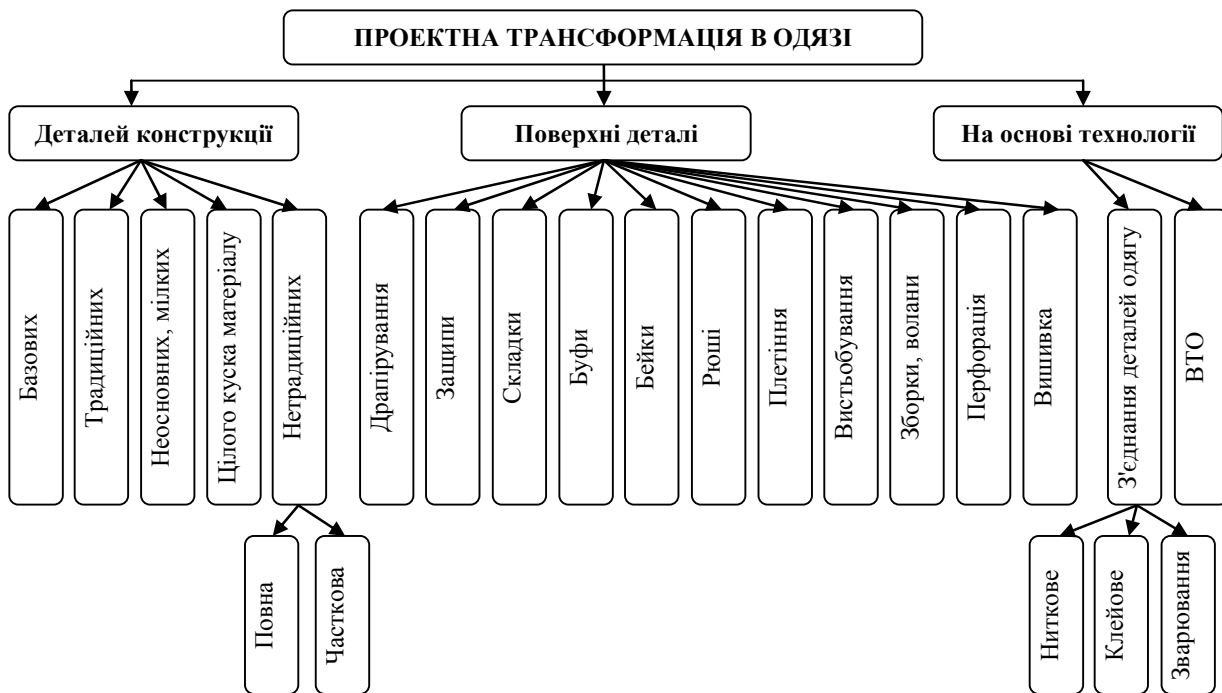 ПРОЕКТНА ТРАНСФОРМАЦІЯ В ОДЯЗІ
Деталей конструкції
Поверхні деталі
На основі технології
Базових
Традиційних
Неосновних, мілких
Цілого куска матеріалу
Нетрадиційних
Драпірування
Защипи
Складки
Буфи
Бейки
Рюші
Плетіння
Вистьобування
Зборки, волани
Перфорація
Вишивка
З'єднання деталей одягу
ВТО
Повна
Часткова
Ниткове
Клейове
Зварювання